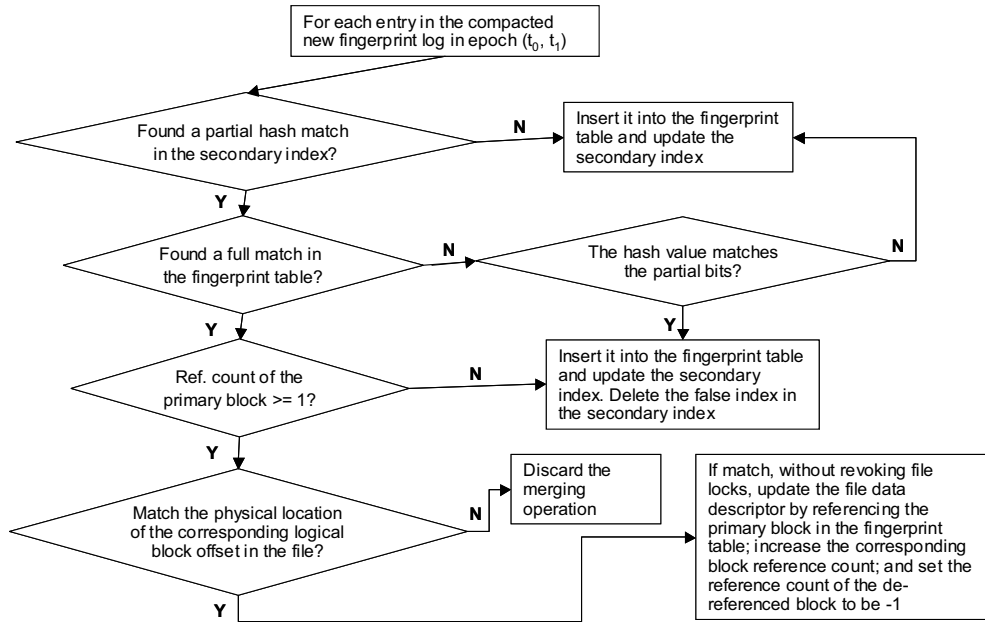 For each entry in the compacted
new fingerprint log in epoch (t0, t1)
Found a partial hash match
in the secondary index?
N
Insert it into the fingerprint
table and update the
secondary index
Y
Found a full match in
the fingerprint table?
N
The hash value matches
the partial bits?
N
Y
Y
Ref. count of the
primary block >= 1?
N
Insert it into the fingerprint table
and update the secondary
index. Delete the false index in
the secondary index
Y
Match the physical location
of the corresponding logical
block offset in the file?
N
Discard the
merging
operation
If match, without revoking file
locks, update the file data
descriptor by referencing the
primary block in the fingerprint
table; increase the corresponding
block reference count; and set the
reference count of the de-
referenced block to be -1
Y